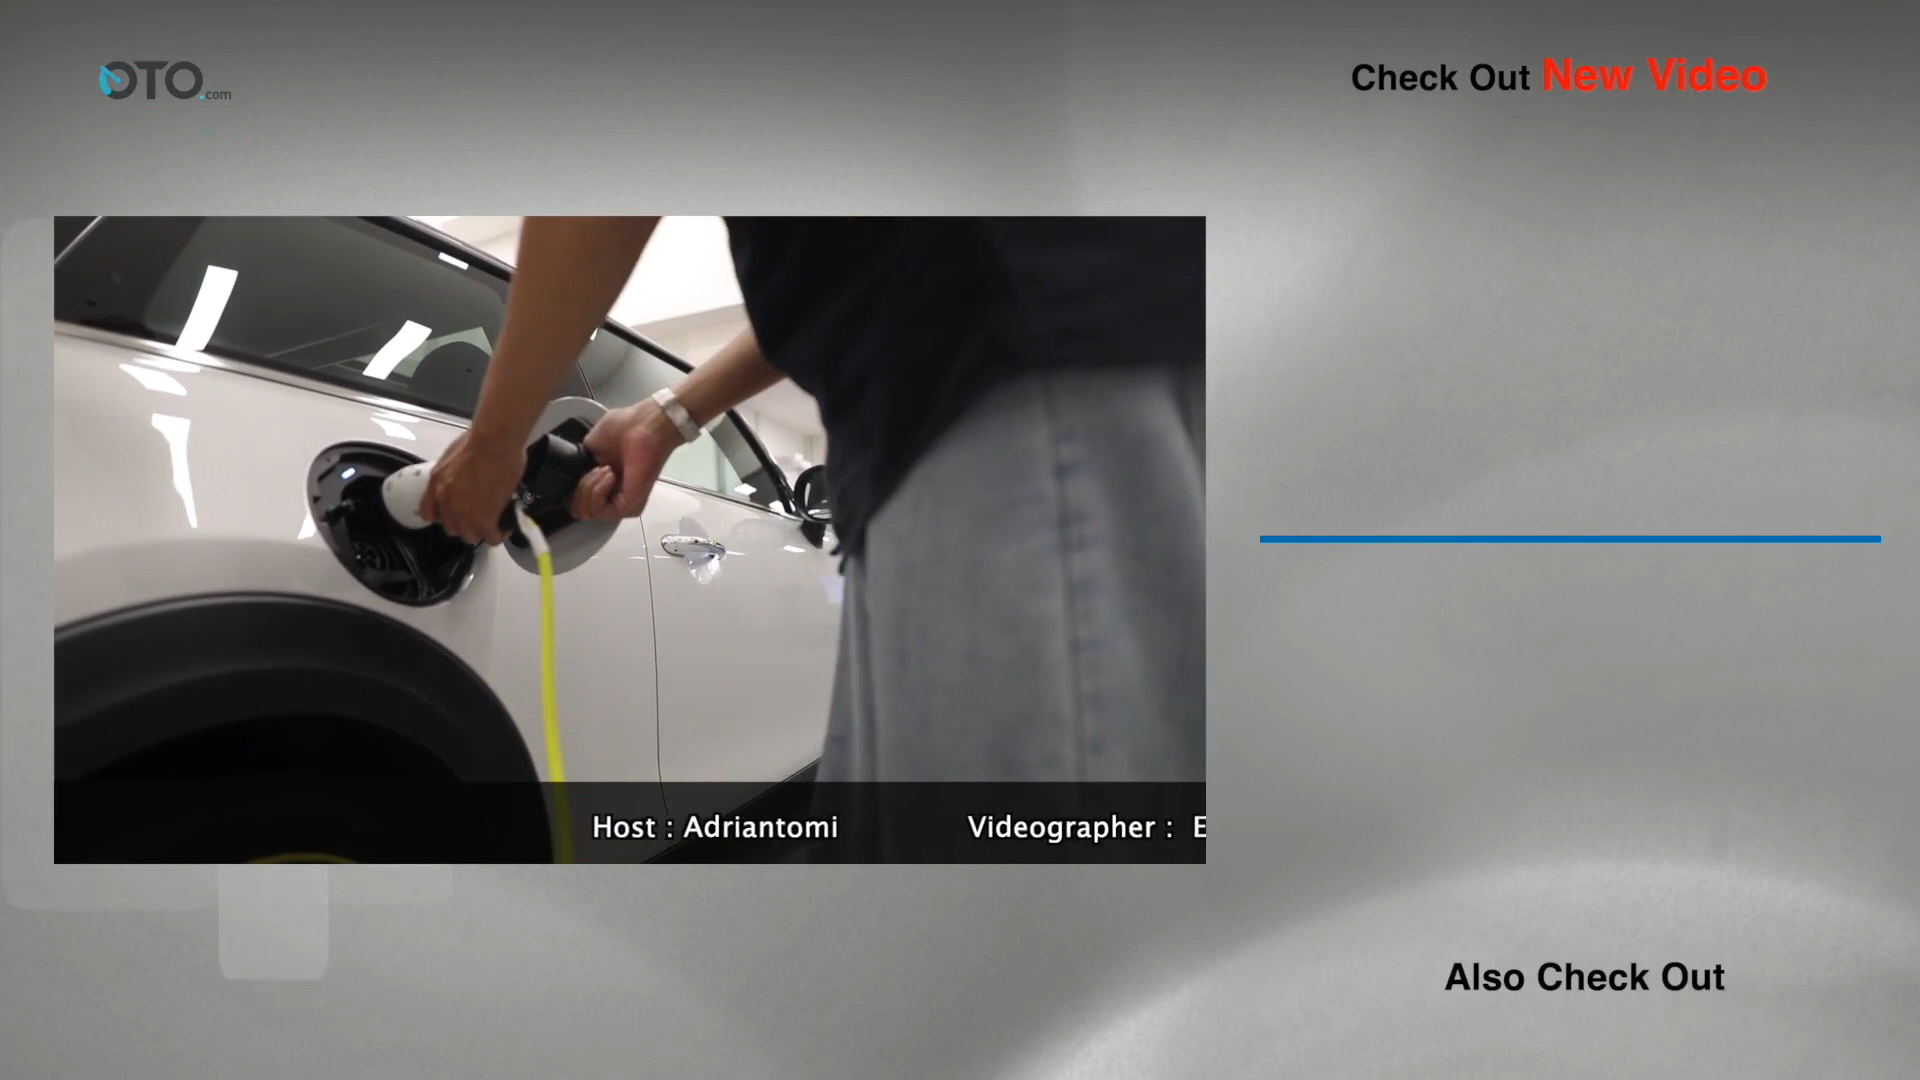 OTO.com
Check Out New Video
Host : Adriantomi
Videographer : E
Also Check Out